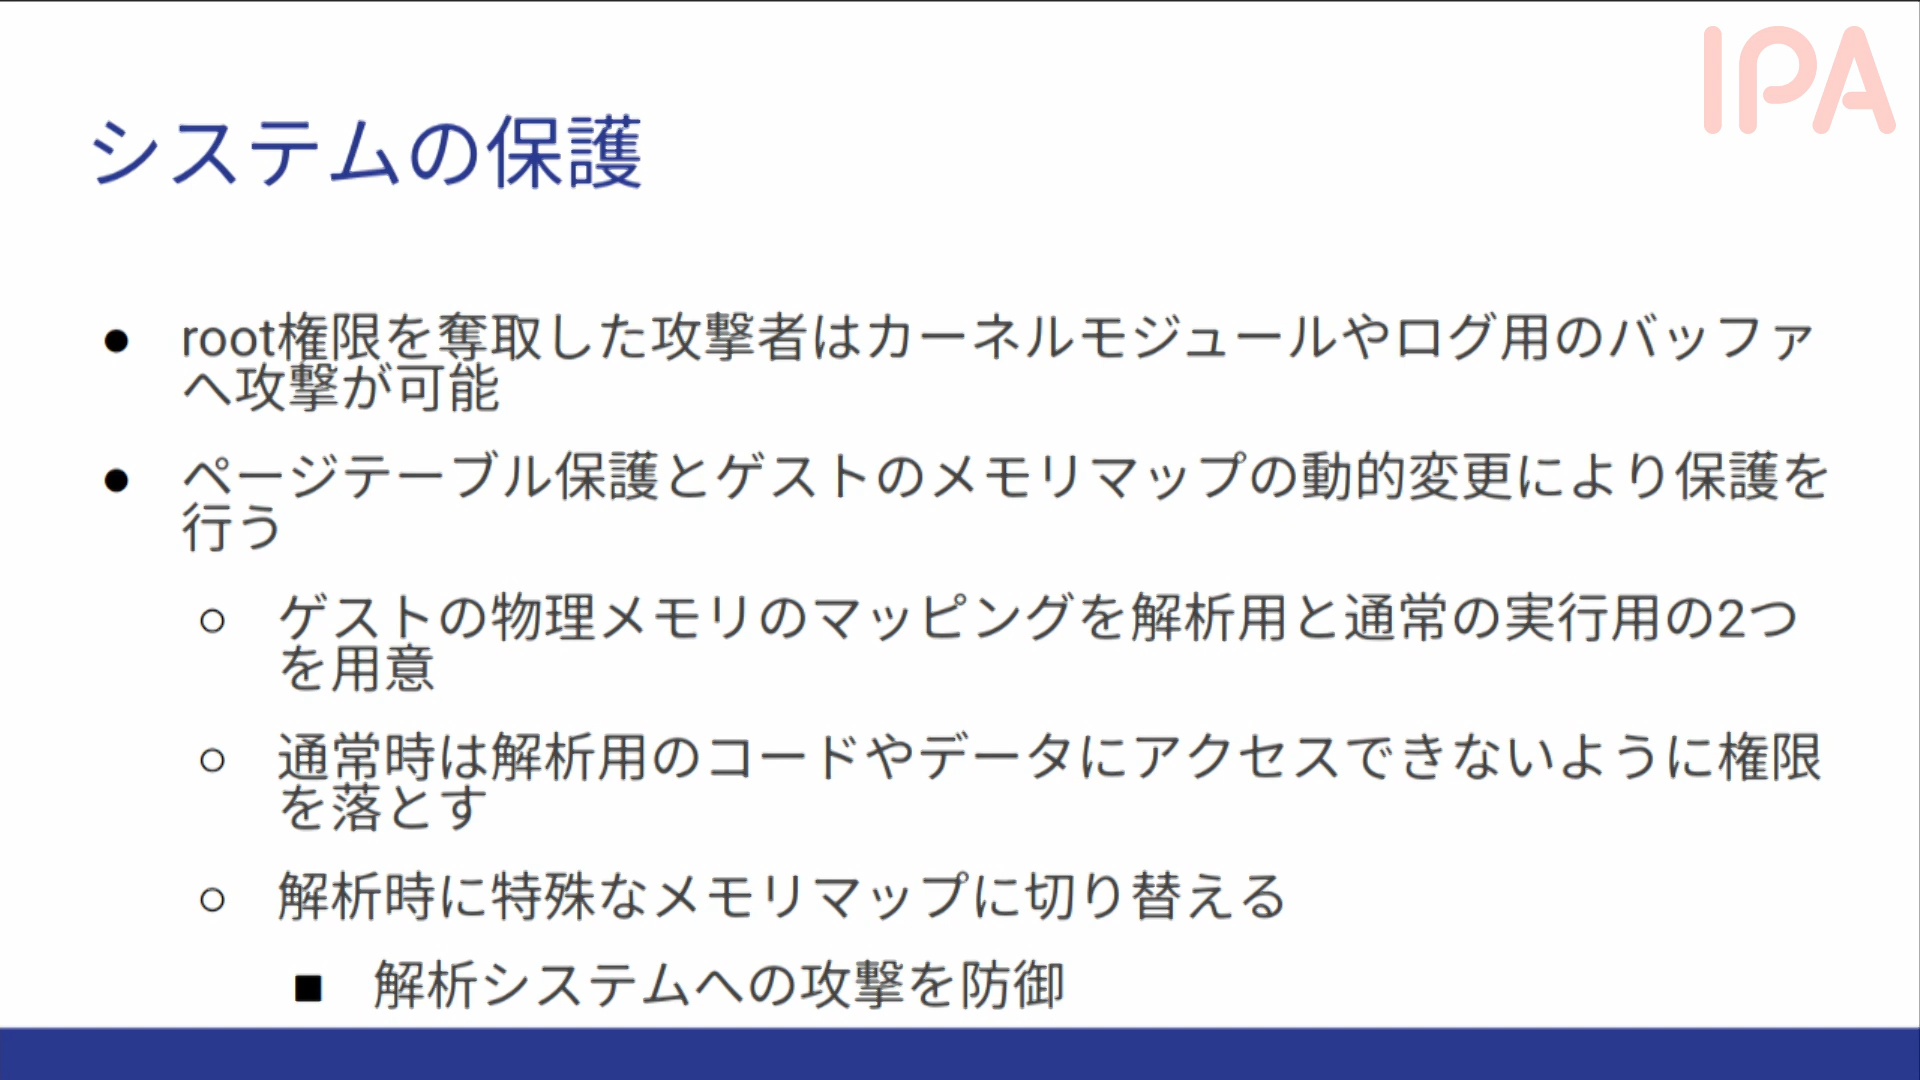 IPA
システムの保護
● root権限を奪取した攻撃者はカーネルモジュールやログ用のバッファ
へ攻撃が可能
● ページテーブル保護とゲストのメモリマップの動的変更により保護を
行う
○ ゲストの物理メモリのマッピングを解析用と通常の実行用の2つ
を用意
○ 通常時は解析用のコードやデータにアクセスできないように権限
を落とす
○ 解析時に特殊なメモリマップに切り替える
■ 解析システムへの攻撃を防御